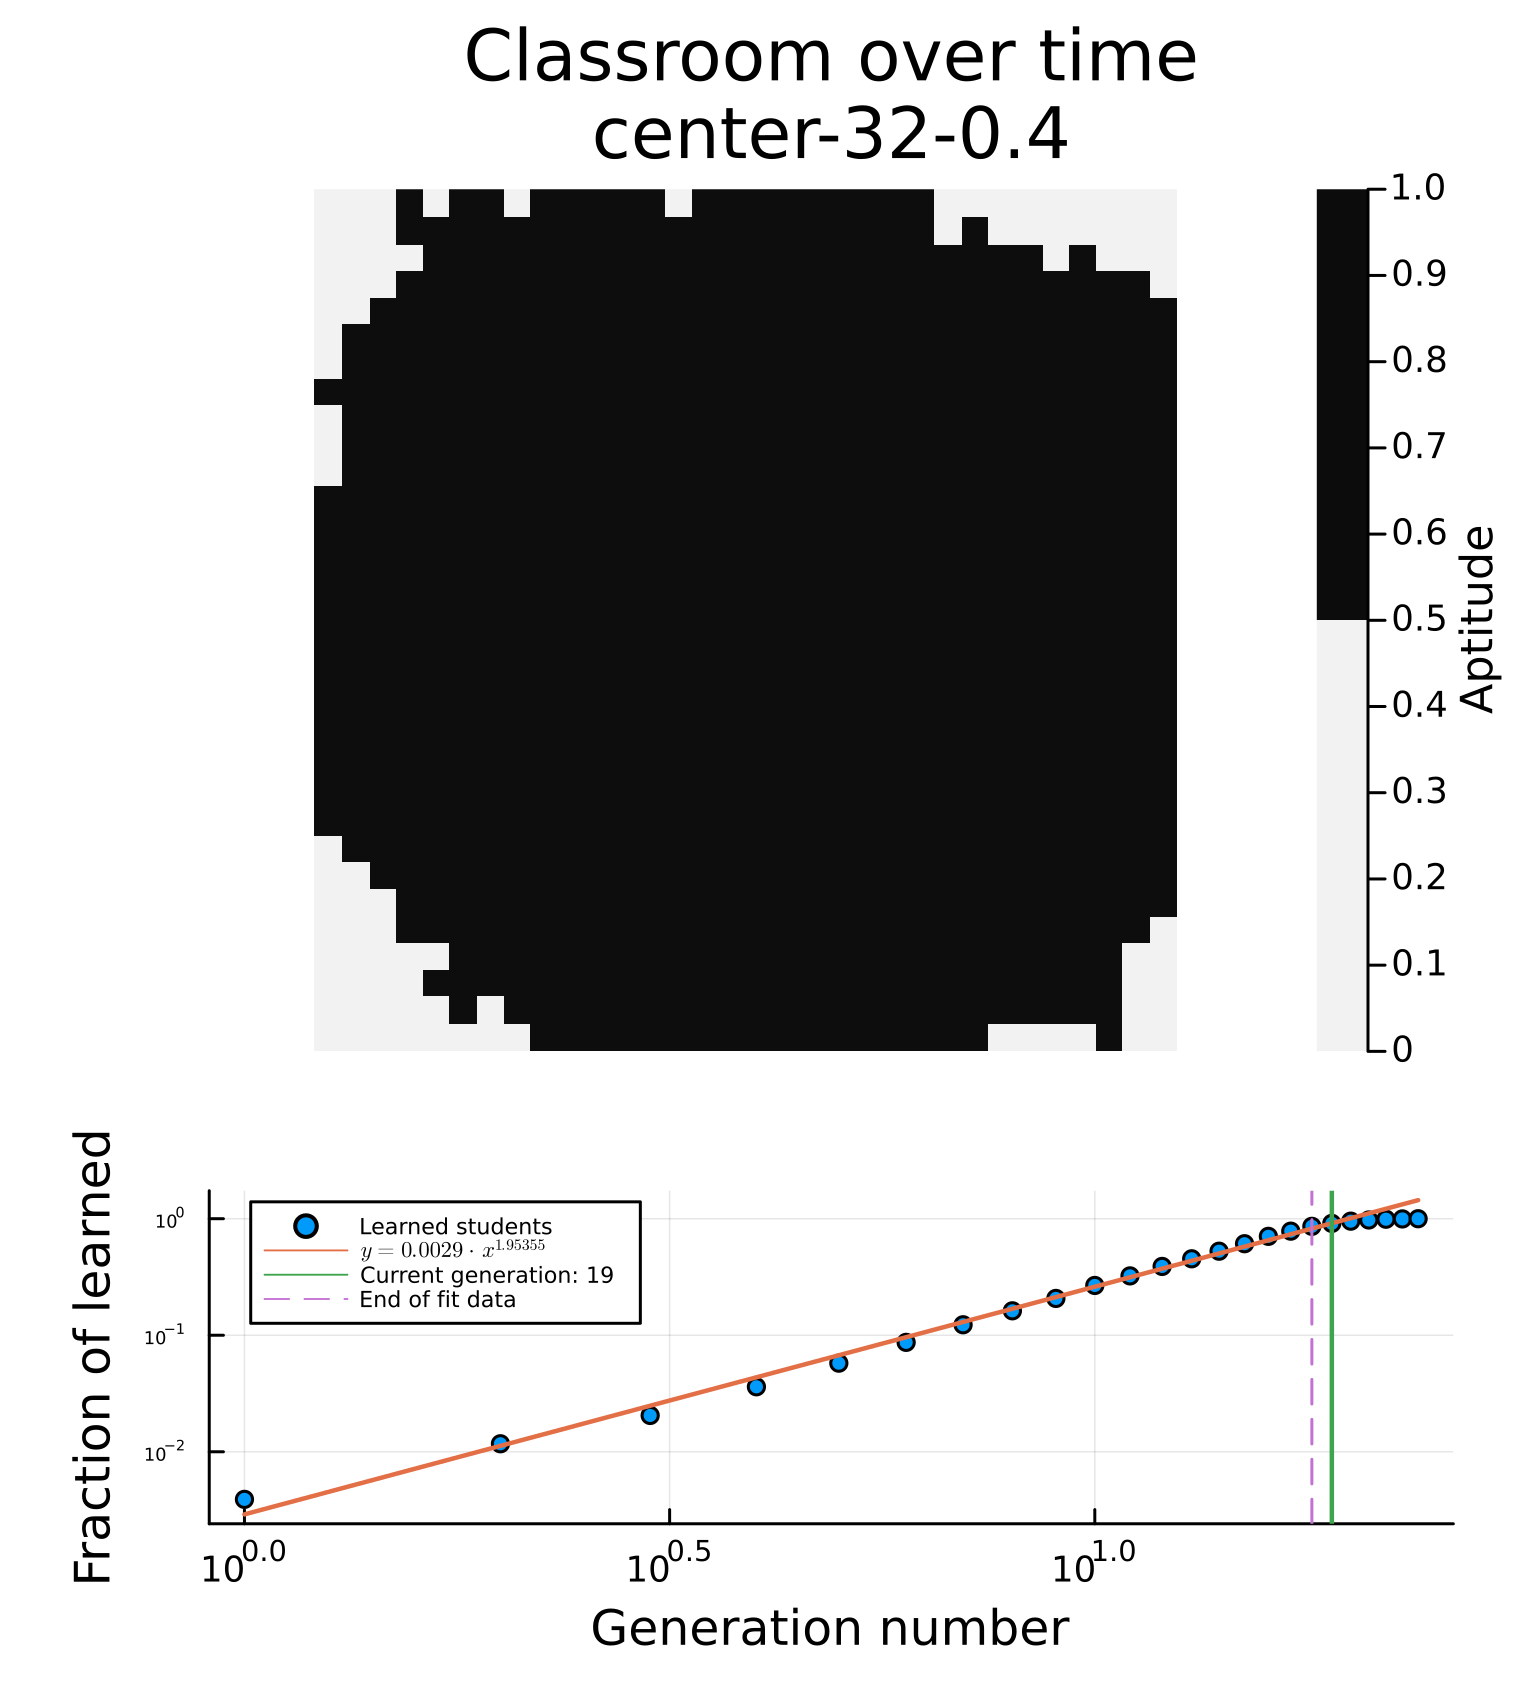 Classroom over time
center-32-0.4
1.0
0.9
0.8
0.7
0.6
0.5
0.4
0.3
0.2
0.1
0
Aptitude
Fraction of learned
10⁰
10⁻¹
10⁻²
Learned students
y = 0.0029 · x^1.95355
Current generation: 19
End of fit data
10^0.0
10^0.5
10^1.0
Generation number